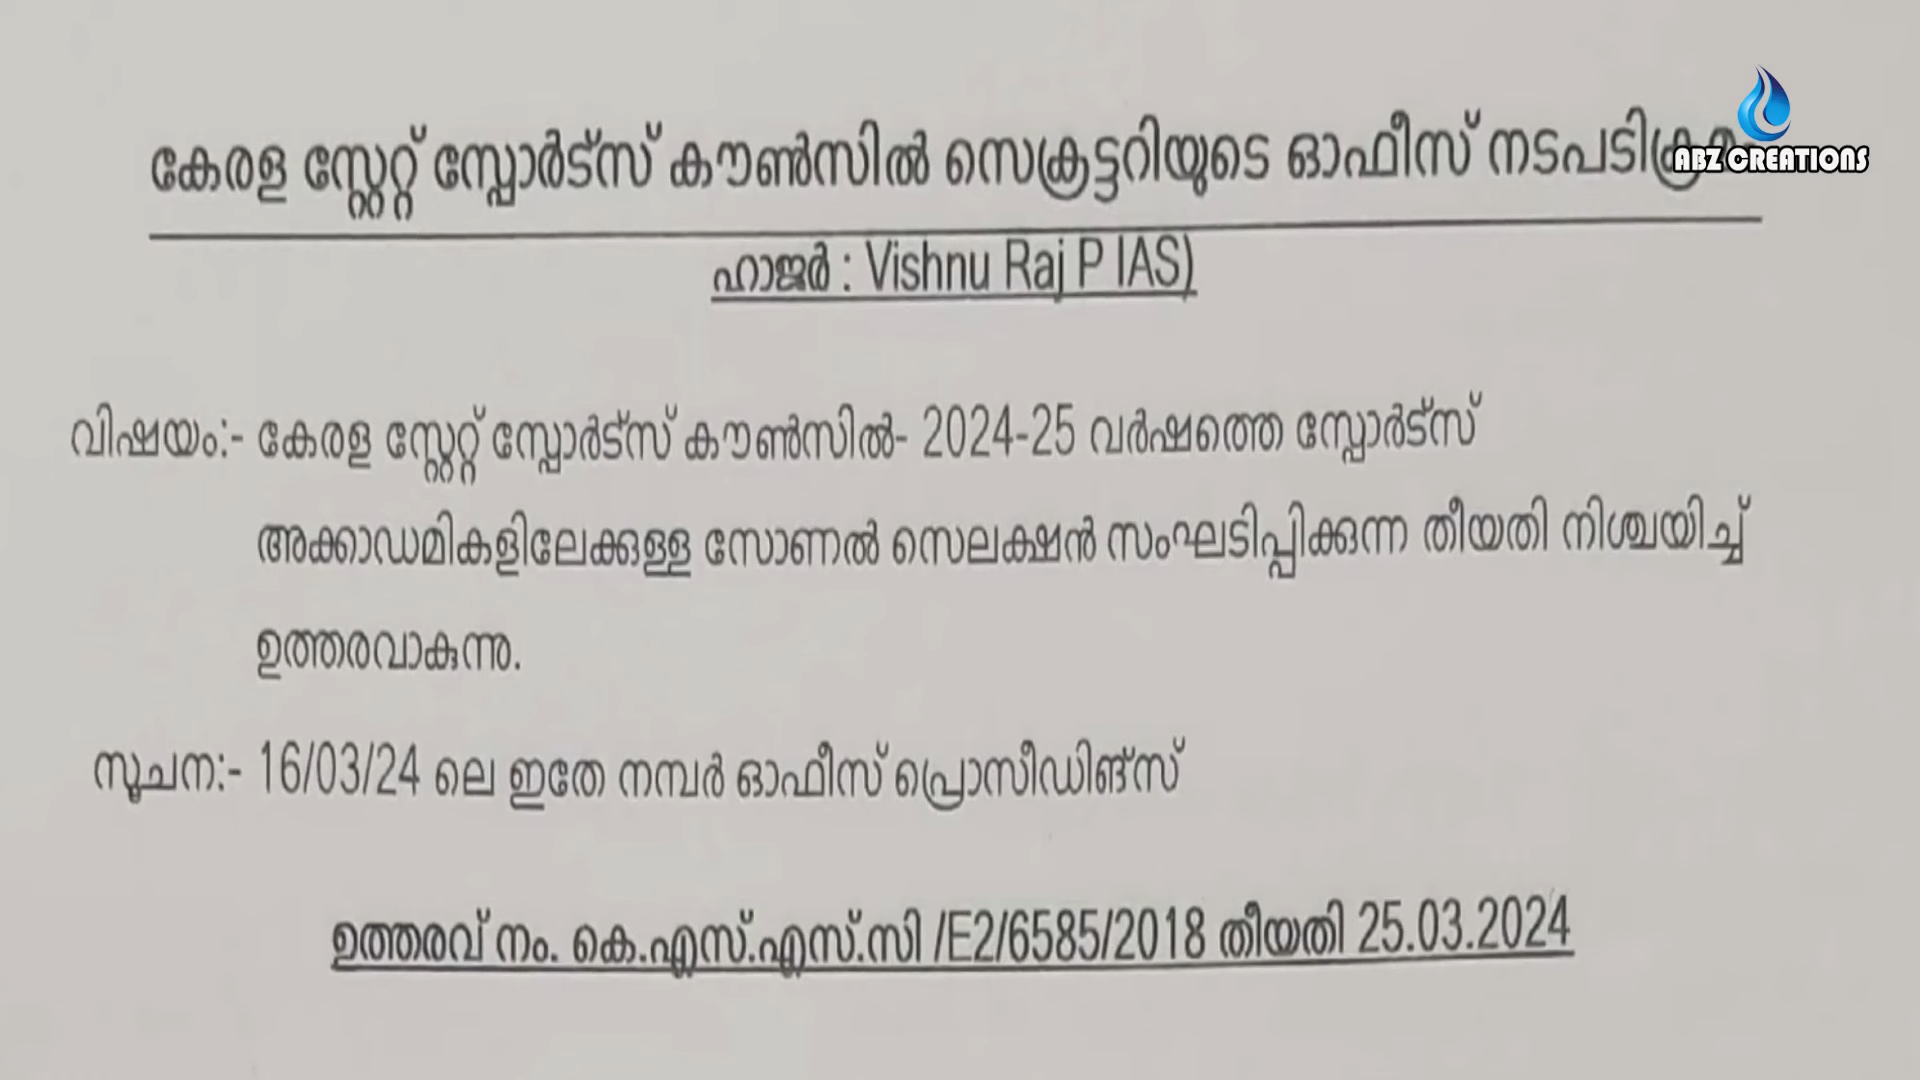 കേരള സ്റ്റേറ്റ് സ്പോർട്സ് കൗൺസിൽ സെക്രട്ടറിയുടെ ഓഫീസ് നടപടിക്രമം
ABZ CREATIONS
ഹാജർ : Vishnu Raj P IAS)
വിഷയം:- കേരള സ്റ്റേറ്റ് സ്പോർട്സ് കൗൺസിൽ- 2024-25 വർഷത്തെ സ്പോർട്സ്
അക്കാഡമികളിലേക്കുള്ള സോണൽ സെലക്ഷൻ സംഘടിപ്പിക്കുന്ന തീയതി നിശ്ചയിച്ച്
ഉത്തരവാകുന്നു.
സൂചന:- 16/03/24 ലെ ഇതേ നമ്പർ ഓഫീസ് പ്രൊസീഡിങ്സ്
ഉത്തരവ് നം. കെ.എസ്.എസ്.സി /E2/6585/2018 തീയതി 25.03.2024